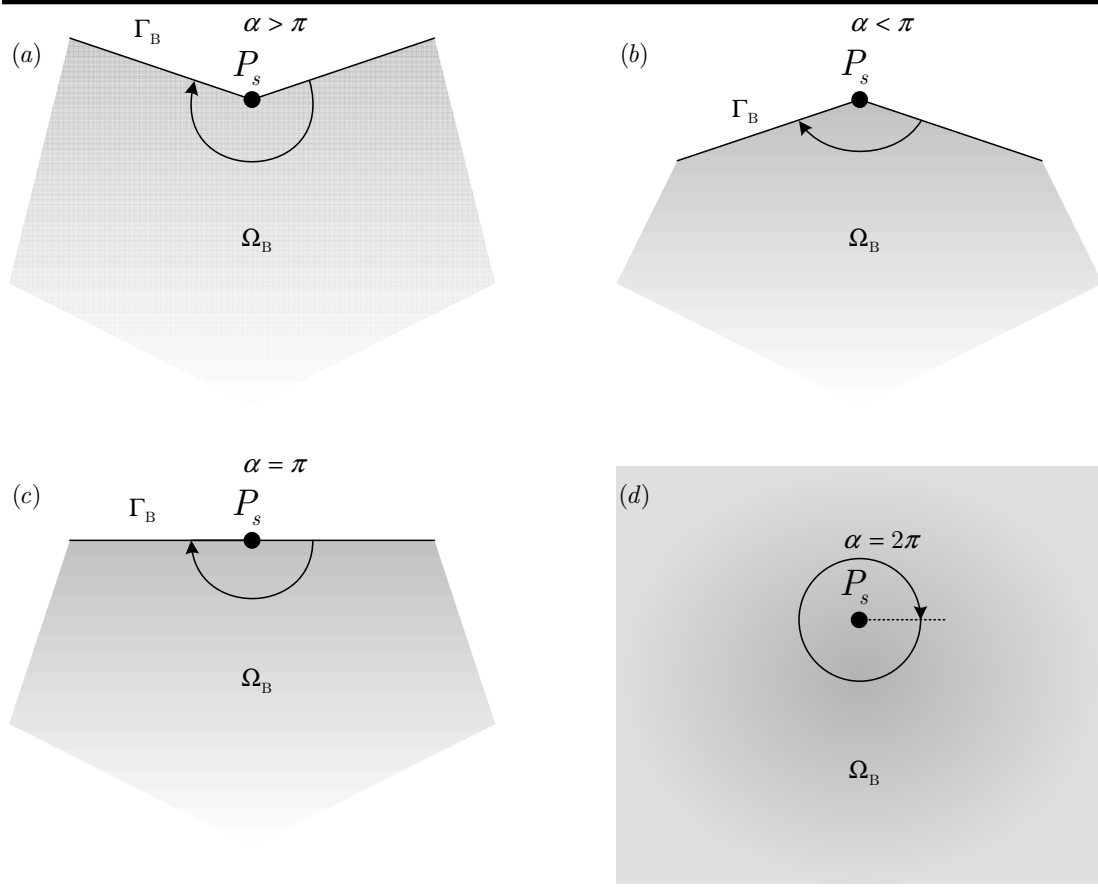 (a)
Γ_B
α > π
P_s
Ω_B
(b)
α < π
P_s
Γ_B
Ω_B
(c)
α = π
Γ_B
P_s
Ω_B
(d)
α = 2π
P_s
Ω_B